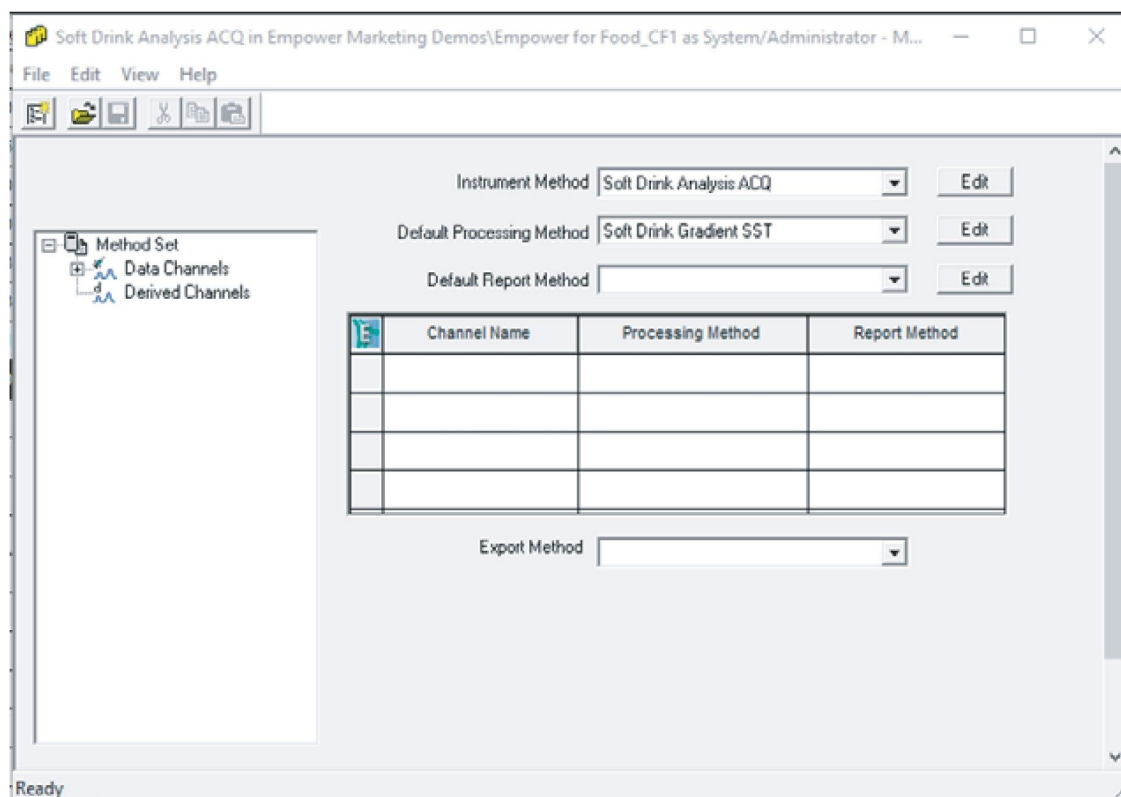 Soft Drink Analysis ACQ in Empower Marketing Demos\Empower for Food_CF1 as System/Administrator - M...
File Edit View Help
Instrument Method Soft Drink Analysis ACQ Edit
Default Processing Method Soft Drink Gradient SST Edit
Method Set
Data Channels
Derived Channels
Default Report Method Edit
Channel Name Processing Method Report Method
Export Method
Ready